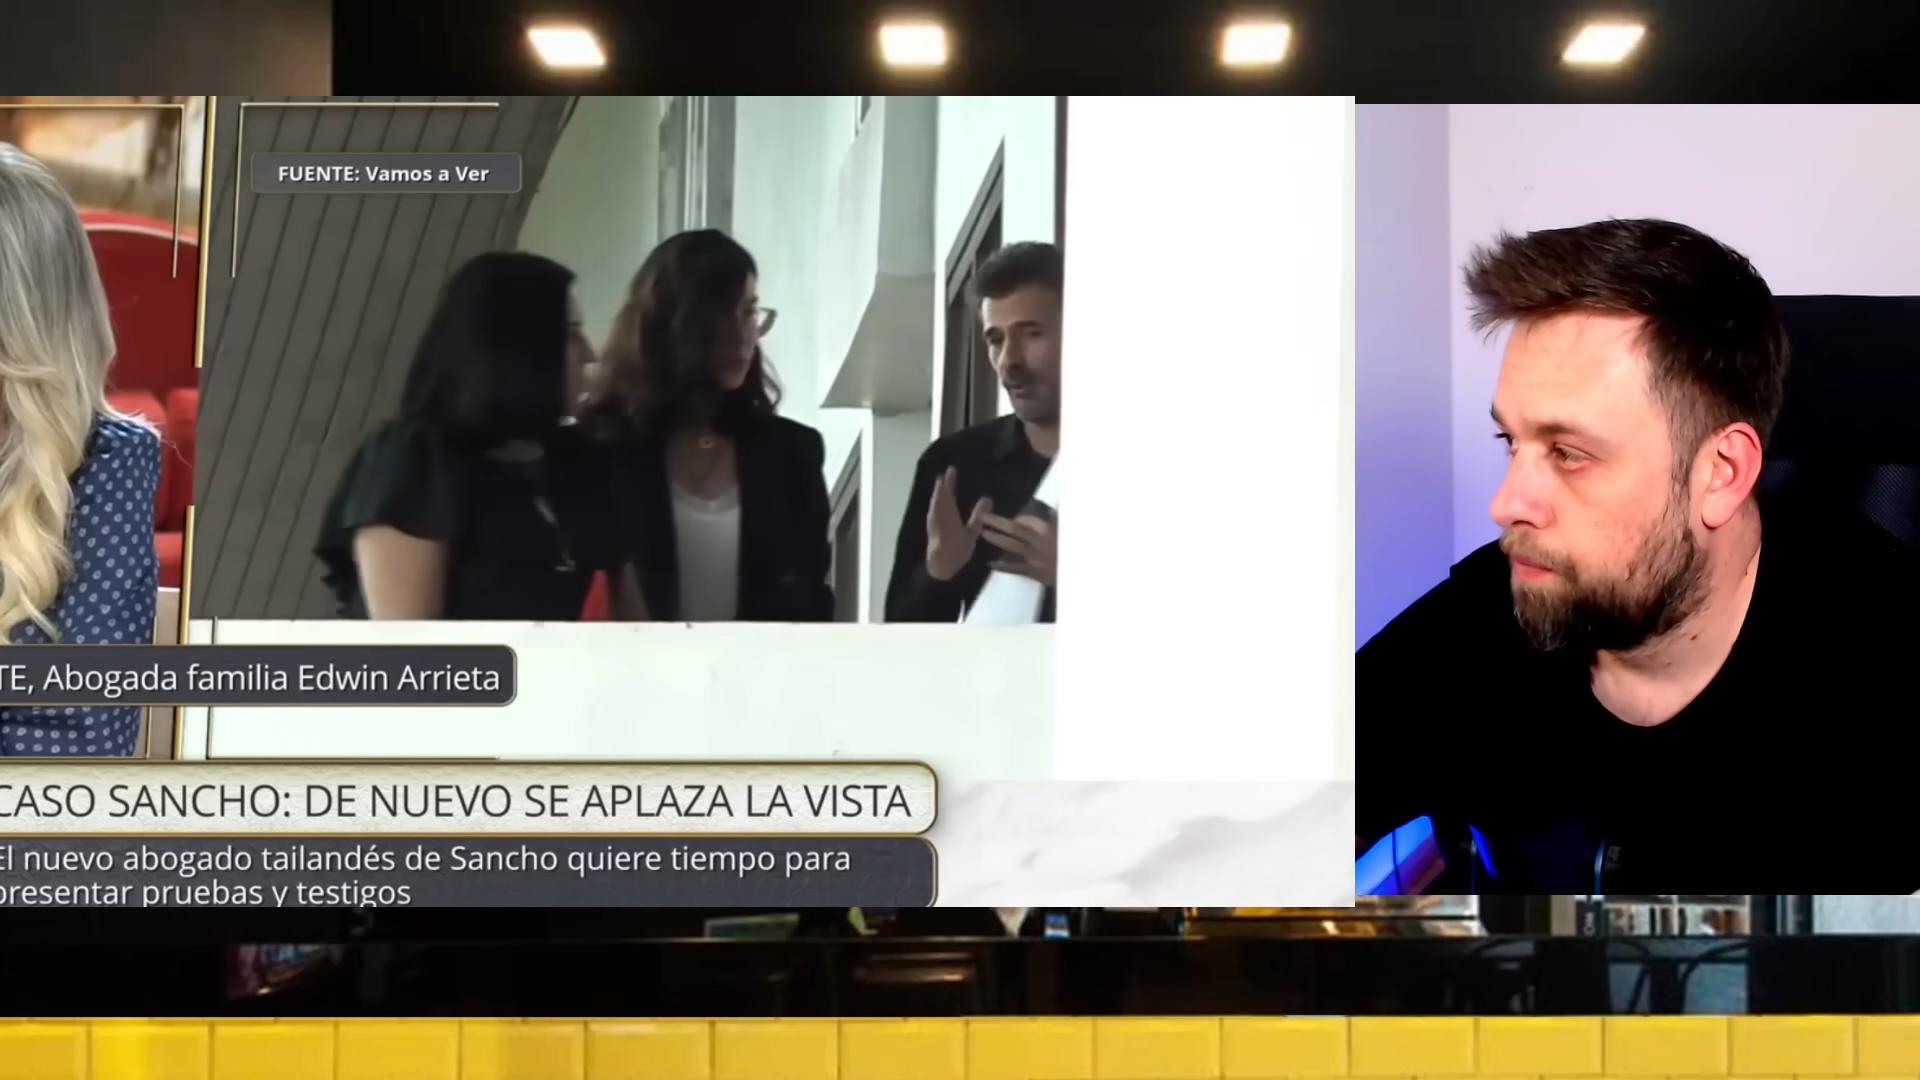 FUENTE: Vamos a Ver
TE, Abogada familia Edwin Arrieta
CASO SANCHO: DE NUEVO SE APLAZA LA VISTA
El nuevo abogado tailandés de Sancho quiere tiempo para
presentar pruebas y testigos